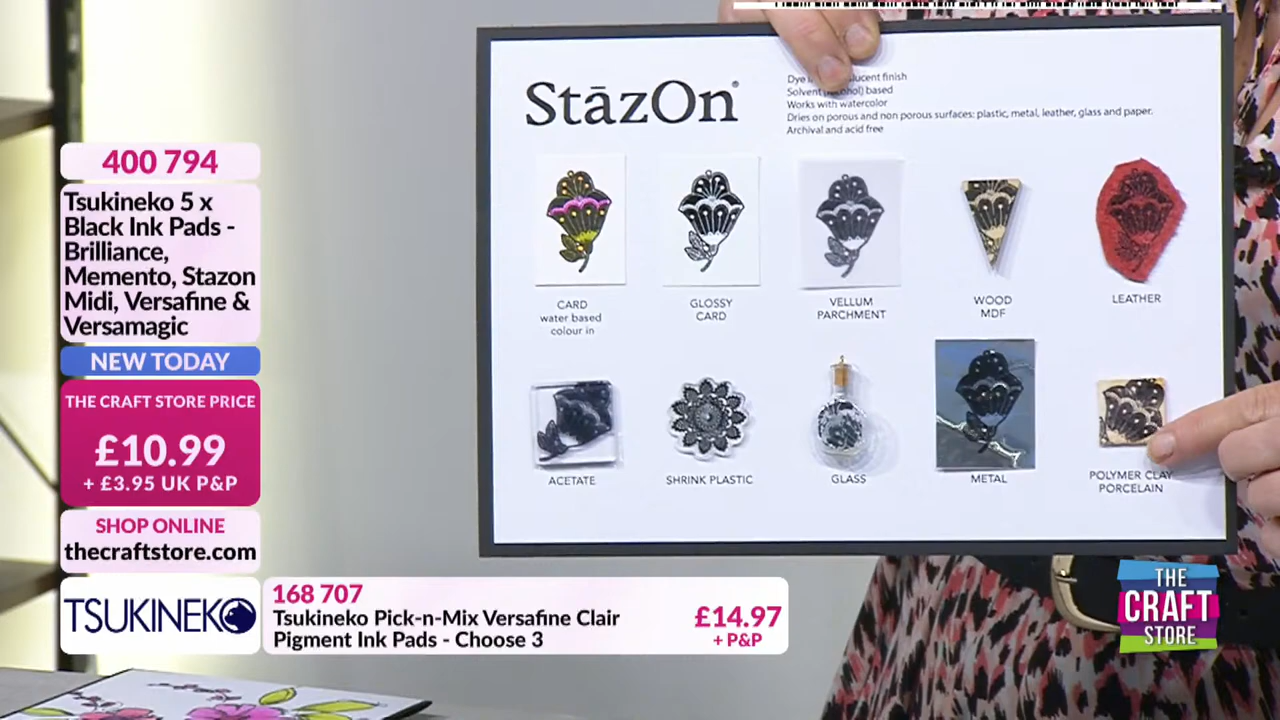 400 794
Tsukineko 5 x
Black Ink Pads -
Brilliance,
Memento, Stazon
Midi, Versafine &
Versamagic
NEW TODAY
THE CRAFT STORE PRICE
£10.99
+ £3.95 UK P&P
SHOP ONLINE
thecraftstore.com
TSUKINEKO
168 707
Tsukineko Pick-n-Mix Versafine Clair
Pigment Ink Pads - Choose 3
£14.97
+ P&P
StāzOn®
Dye finish
Solvent based
Works with watercolor
Dries on porous and non porous surfaces: plastic, metal, leather, glass and paper.
Archival and acid free
CARD
water based
colour in
GLOSSY
CARD
VELLUM
PARCHMENT
WOOD
MDF
LEATHER
ACETATE
SHRINK PLASTIC
GLASS
METAL
POLYMER CLAY
PORCELAIN
THE
CRAFT
STORE